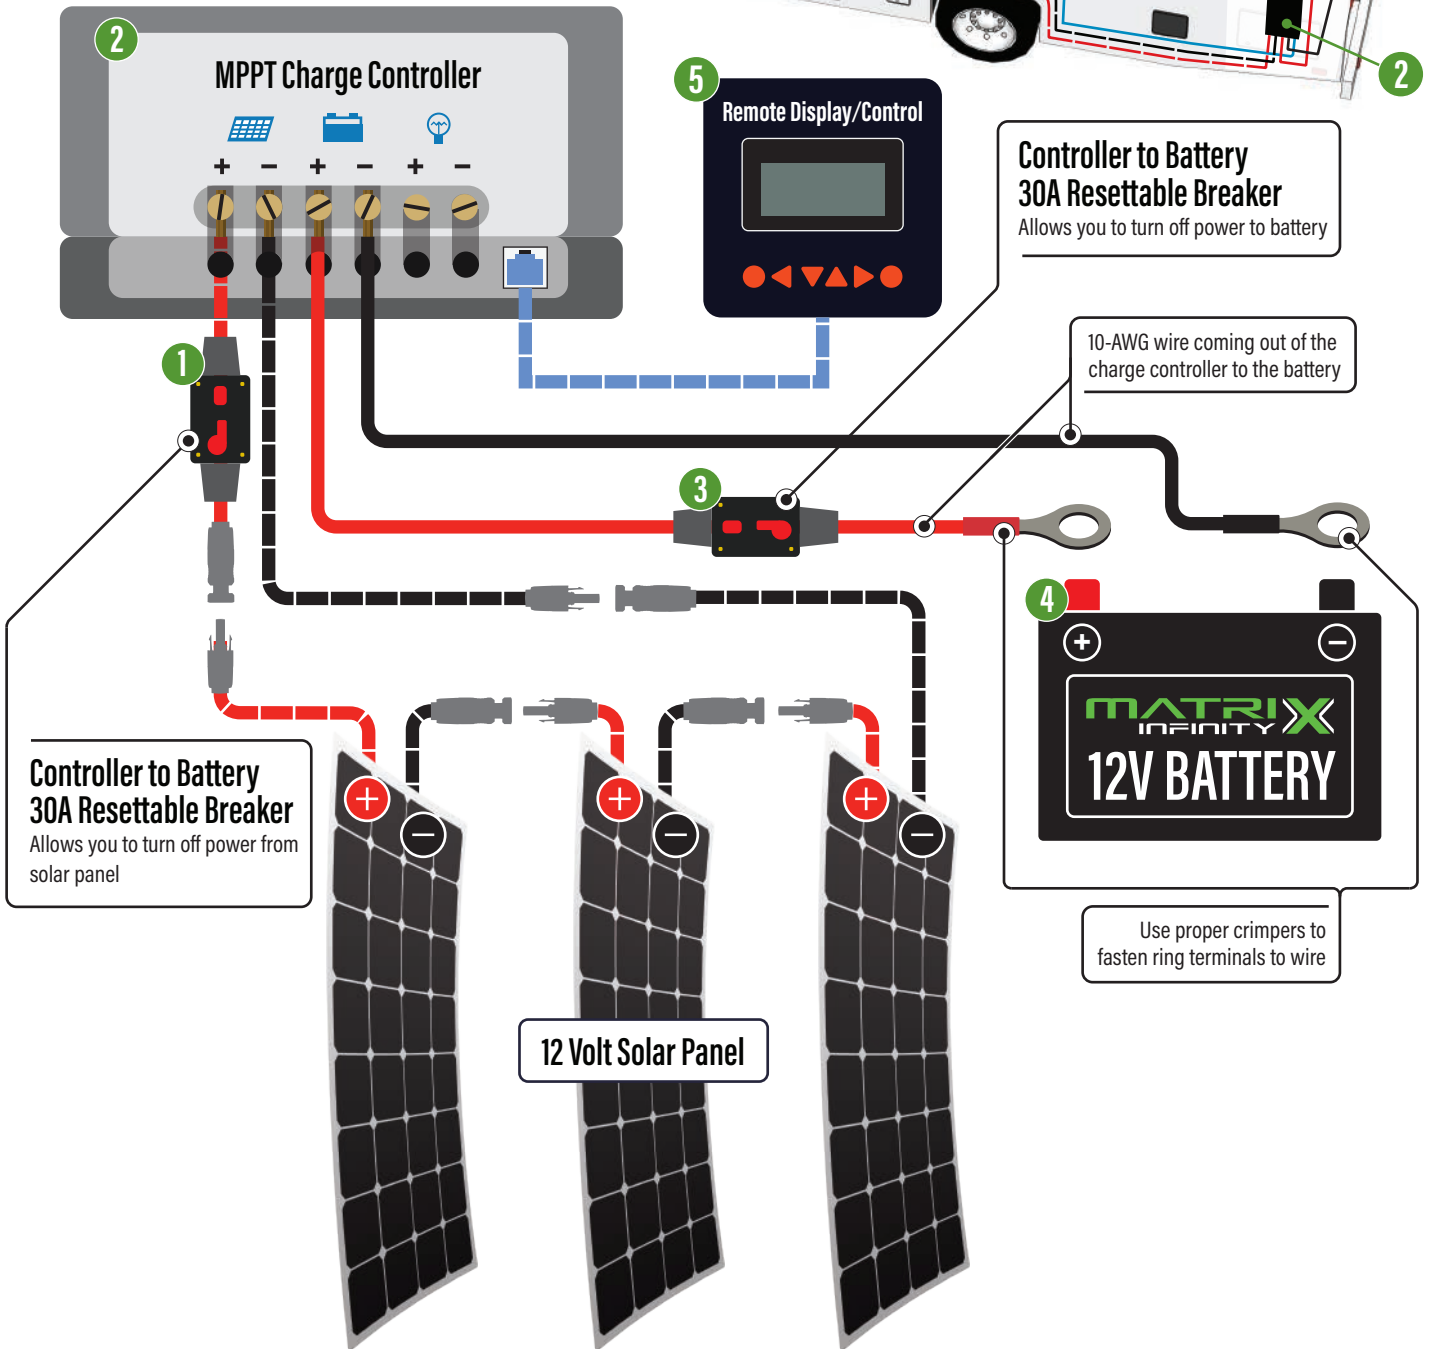 2
MPPT Charge Controller
+ − + − + −
5
Remote Display/Control
2
Controller to Battery
30A Resettable Breaker
Allows you to turn off power to battery
10-AWG wire coming out of the
charge controller to the battery
1
3
4
+ −
MATRIX
INFINITY
12V BATTERY
Controller to Battery
30A Resettable Breaker
Allows you to turn off power from
solar panel
+ − + − + −
Use proper crimpers to
fasten ring terminals to wire
12 Volt Solar Panel